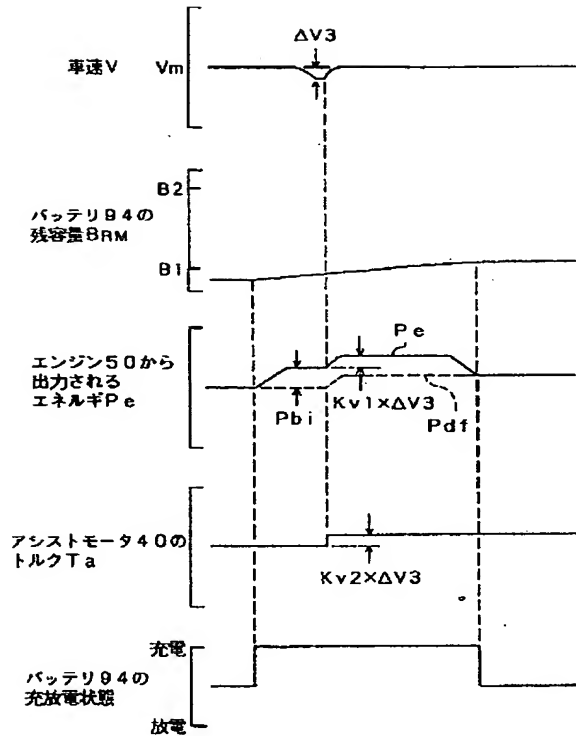 ΔV3
車速V Vm
B2
バッテリ94の
残容量BRM
B1
エンジン50から
出力される
エネルギPe
Pe
Pbi
Kv1×ΔV3
Pdf
アシストモータ40の
トルクTa
Kv2×ΔV3
充電
バッテリ94の
充放電状態
放電